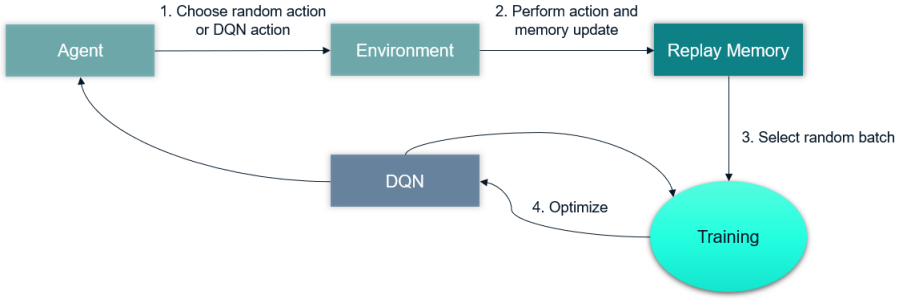 1. Choose random action
or DQN action
2. Perform action and
memory update
Agent
Environment
Replay Memory
3. Select random batch
DQN
4. Optimize
Training